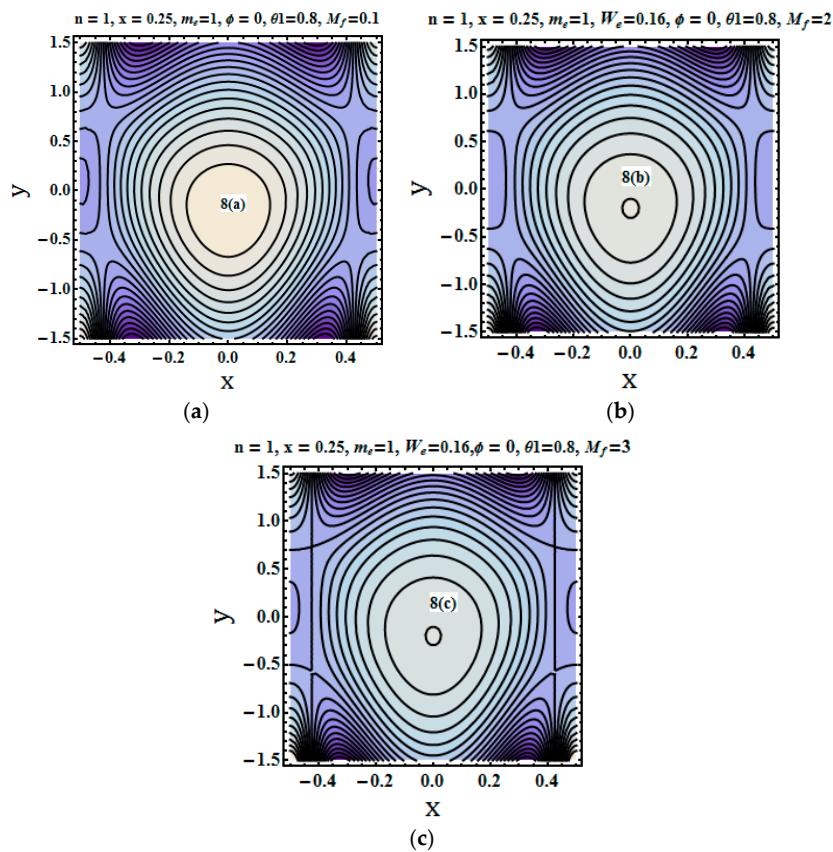 n = 1, x = 0.25, mₑ=1, ϕ = 0, θ1=0.8, M_f=0.1
1.5
1.0
0.5
0.0
−0.5
−1.0
−1.5
y
8(a)
−0.4 −0.2 0.0 0.2 0.4
x
(a)
n = 1, x = 0.25, mₑ=1, Wₑ=0.16, ϕ = 0, θ1=0.8, M_f=2
1.5
1.0
0.5
0.0
−0.5
−1.0
−1.5
y
8(b)
−0.4 −0.2 0.0 0.2 0.4
x
(b)
n = 1, x = 0.25, mₑ=1, Wₑ=0.16,ϕ = 0, θ1=0.8, M_f=3
1.5
1.0
0.5
0.0
−0.5
−1.0
−1.5
y
8(c)
−0.4 −0.2 0.0 0.2 0.4
x
(c)